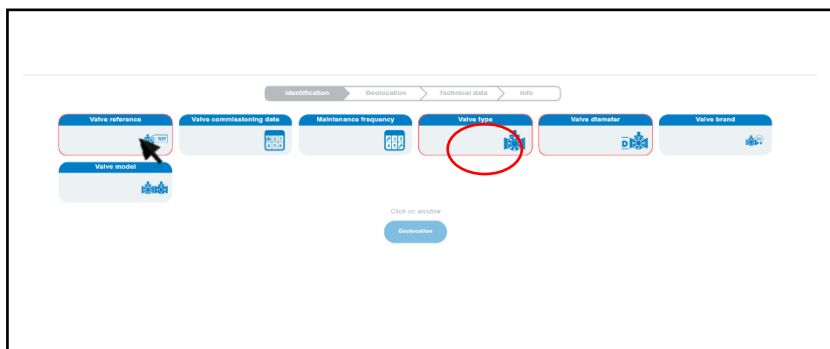 Identification Geolocation Technical data Info
Valve reference Valve commissioning date Maintenance frequency Valve type Valve diameter Valve brand
REF
D
Valve model
Click on window
Geolocation